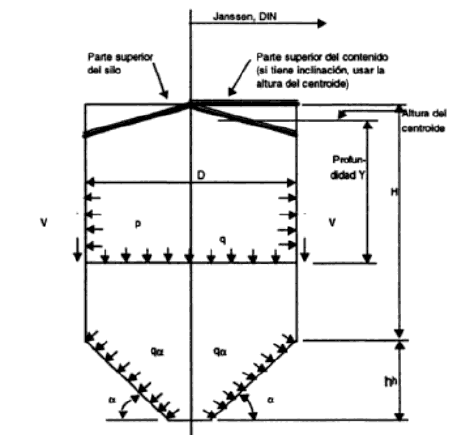 Janssen, DIN
Parte superior
del silo
Parte superior del contenido
(si tiene inclinación, usar la
altura del centroide)
Altura del
centroide
Profun-
didad Y
D
H
V
p
q
V
qα
qα
hh
α
α